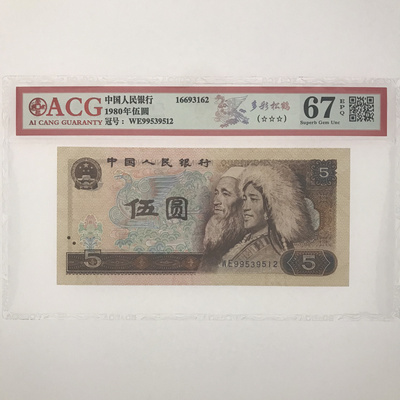 ACG
AI CANG GUARANTY
中国人民银行
16693162
1980年伍圆
冠号: WE99539512
多彩松鹤
(☆☆☆)
67 EPQ
Superb Gem Unc
中国人民银行
5
伍圆
5
WE99539512
5